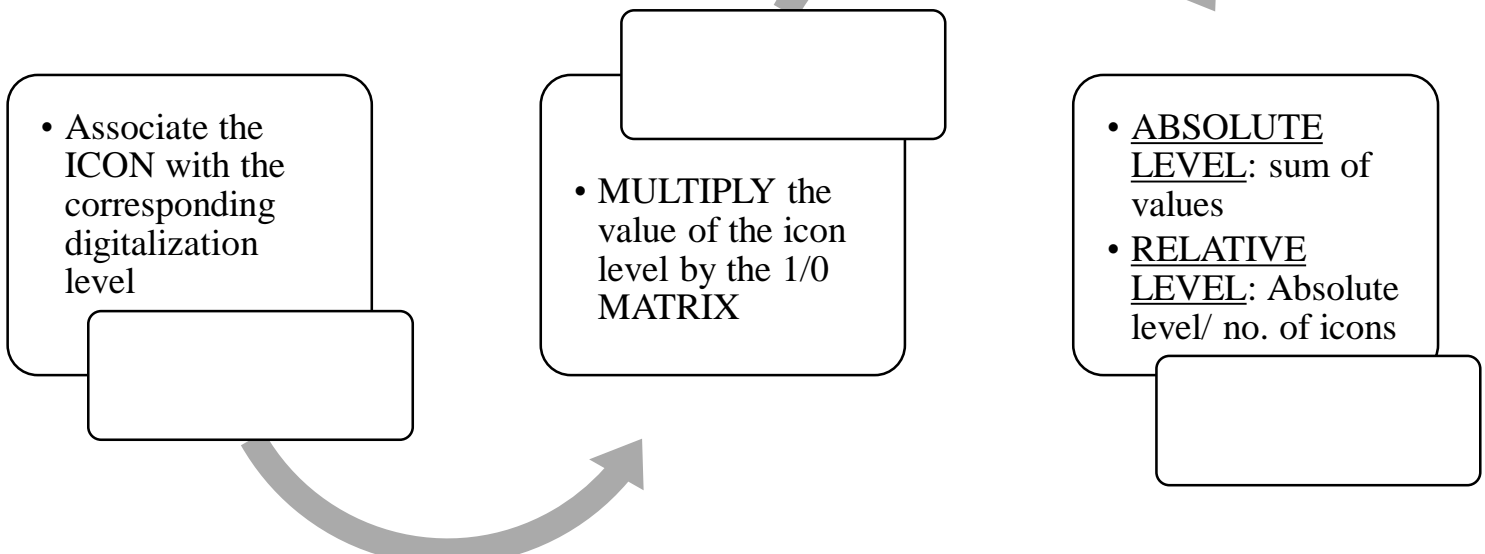 • Associate the
ICON with the
corresponding
digitalization
level
• MULTIPLY the
value of the icon
level by the 1/0
MATRIX
• ABSOLUTE
LEVEL: sum of
values
• RELATIVE
LEVEL: Absolute
level/ no. of icons